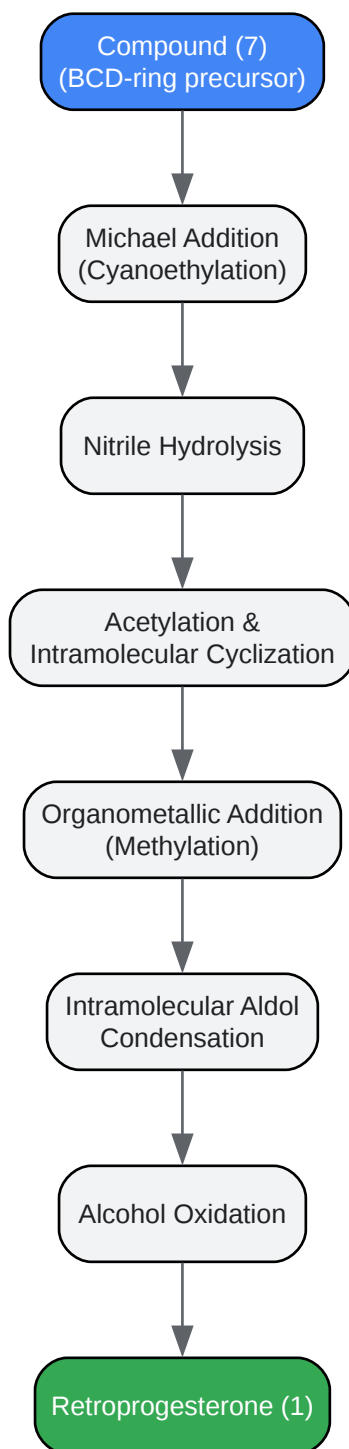 Compound (7)
(BCD-ring precursor)
Michael Addition
(Cyanoethylation)
Nitrile Hydrolysis
Acetylation &
Intramolecular Cyclization
Organometallic Addition
(Methylation)
Intramolecular Aldol
Condensation
Alcohol Oxidation
Retroprogesterone (1)